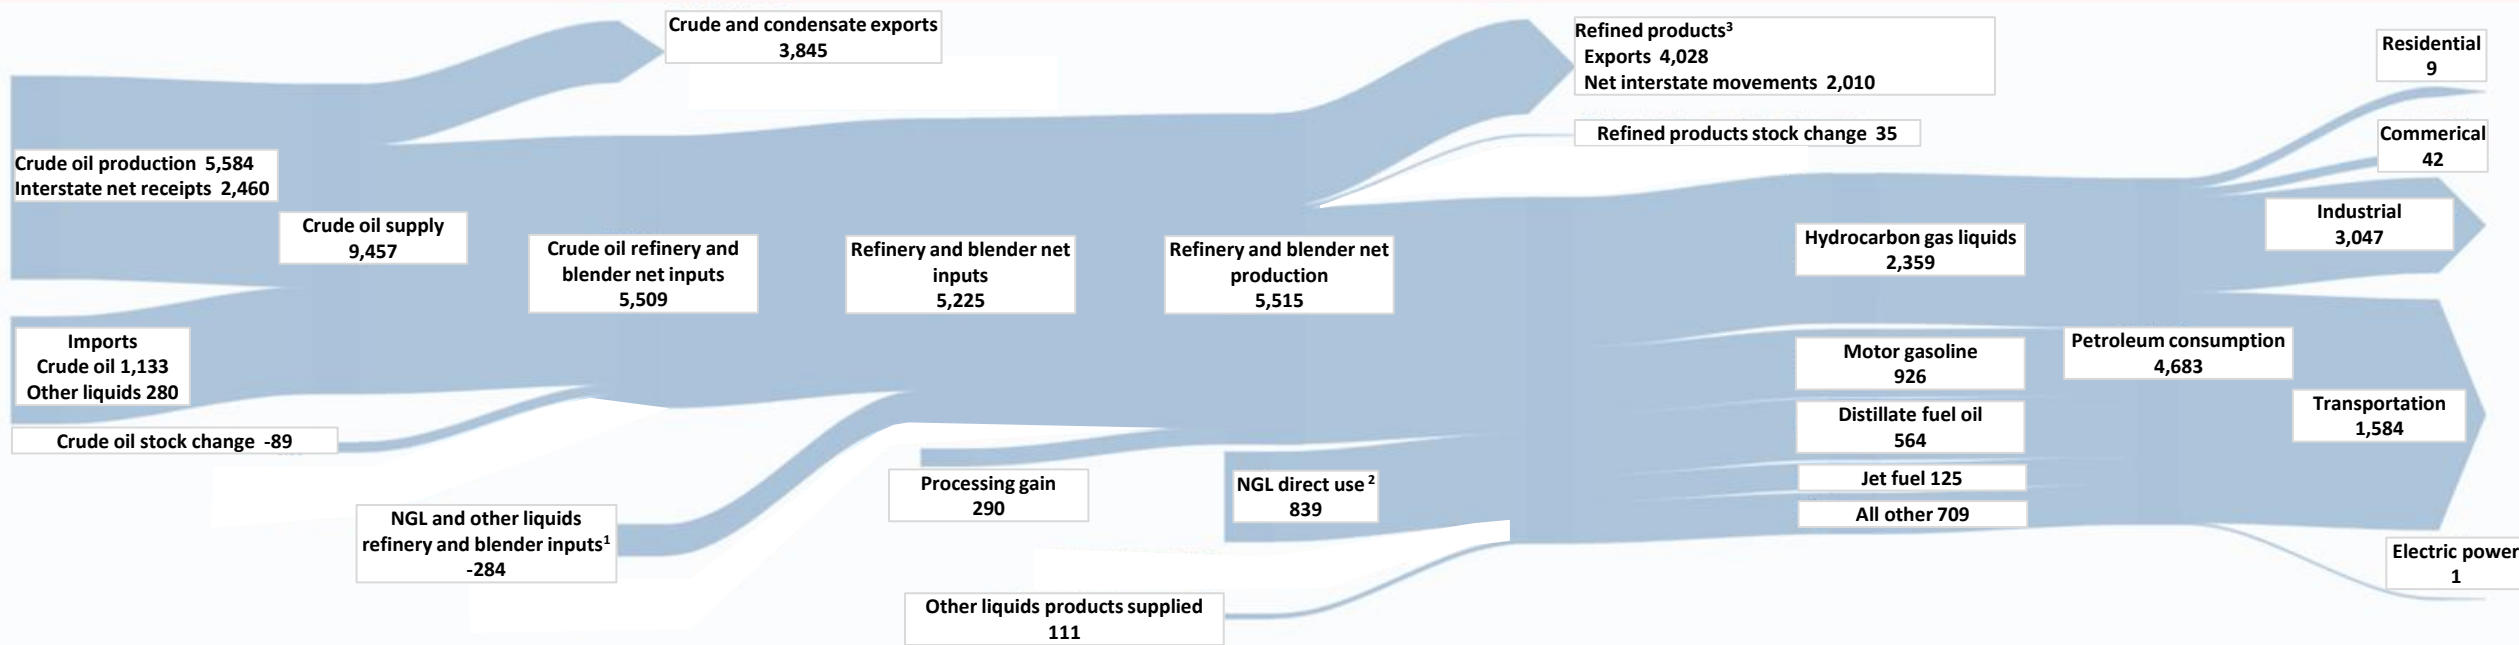 Crude and condensate exports
3,845
Refined products³
Exports 4,028
Net interstate movements 2,010
Residential
9
Refined products stock change 35
Commerical
42
Crude oil production 5,584
Interstate net receipts 2,460
Crude oil supply
9,457
Crude oil refinery and
blender net inputs
5,509
Refinery and blender net
inputs
5,225
Refinery and blender net
production
5,515
Hydrocarbon gas liquids
2,359
Industrial
3,047
Imports
Crude oil 1,133
Other liquids 280
Motor gasoline
926
Petroleum consumption
4,683
Distillate fuel oil
564
Transportation
1,584
Crude oil stock change -89
Processing gain
290
NGL direct use ²
839
Jet fuel 125
All other 709
NGL and other liquids
refinery and blender inputs¹
-284
Electric power
1
Other liquids products supplied
111